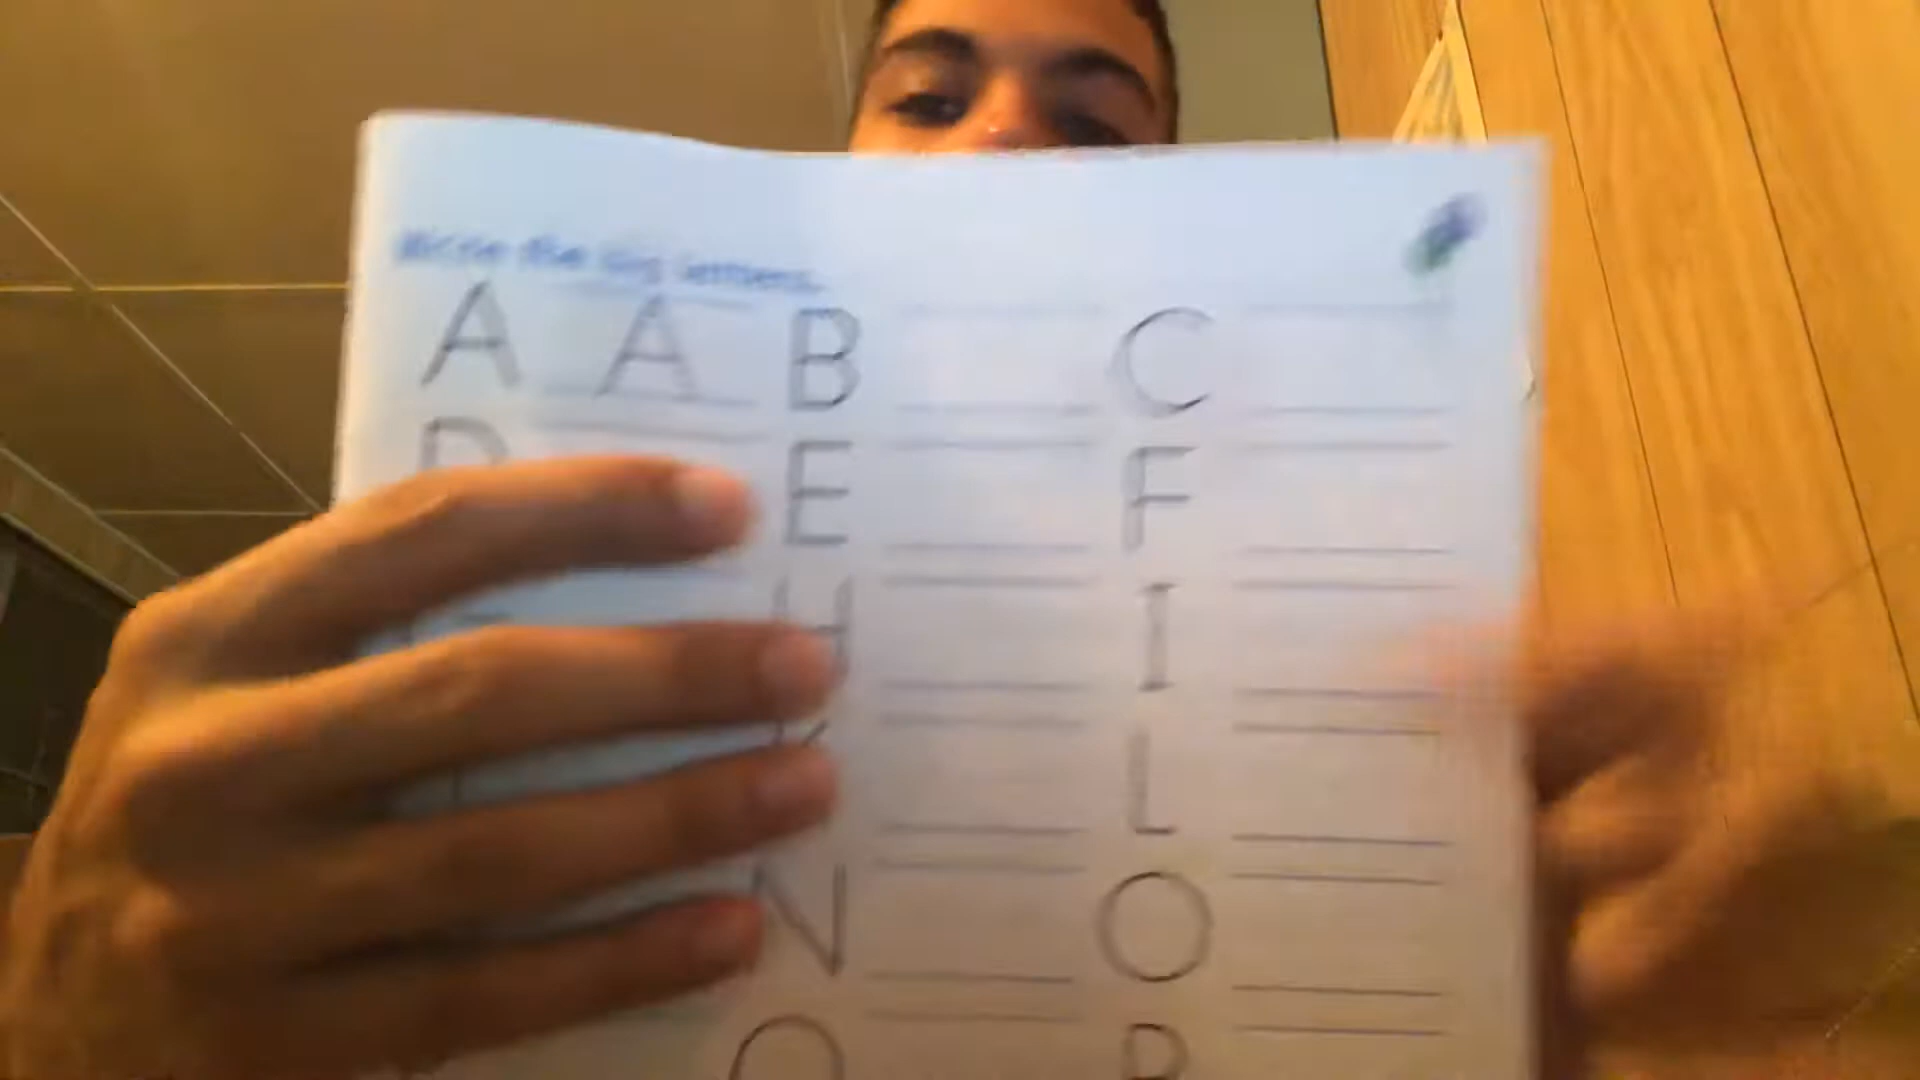 Write the big letters.
A A B C
D E F
H I
K L
N O
Q R